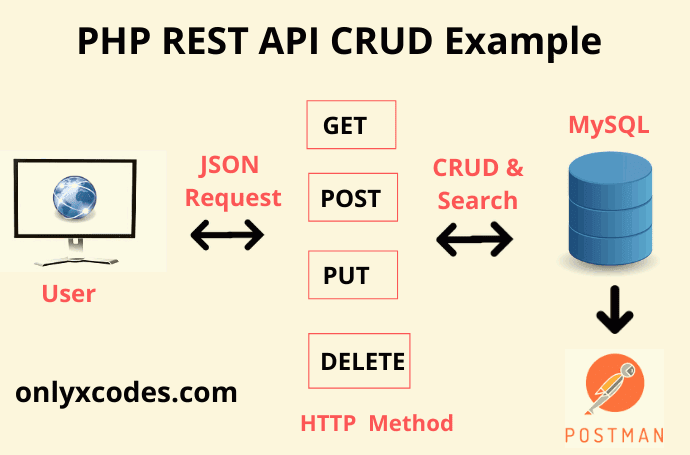 PHP REST API CRUD Example
GET
POST
PUT
DELETE
HTTP Method
JSON
Request
User
CRUD &
Search
MySQL
POSTMAN
onlyxcodes.com